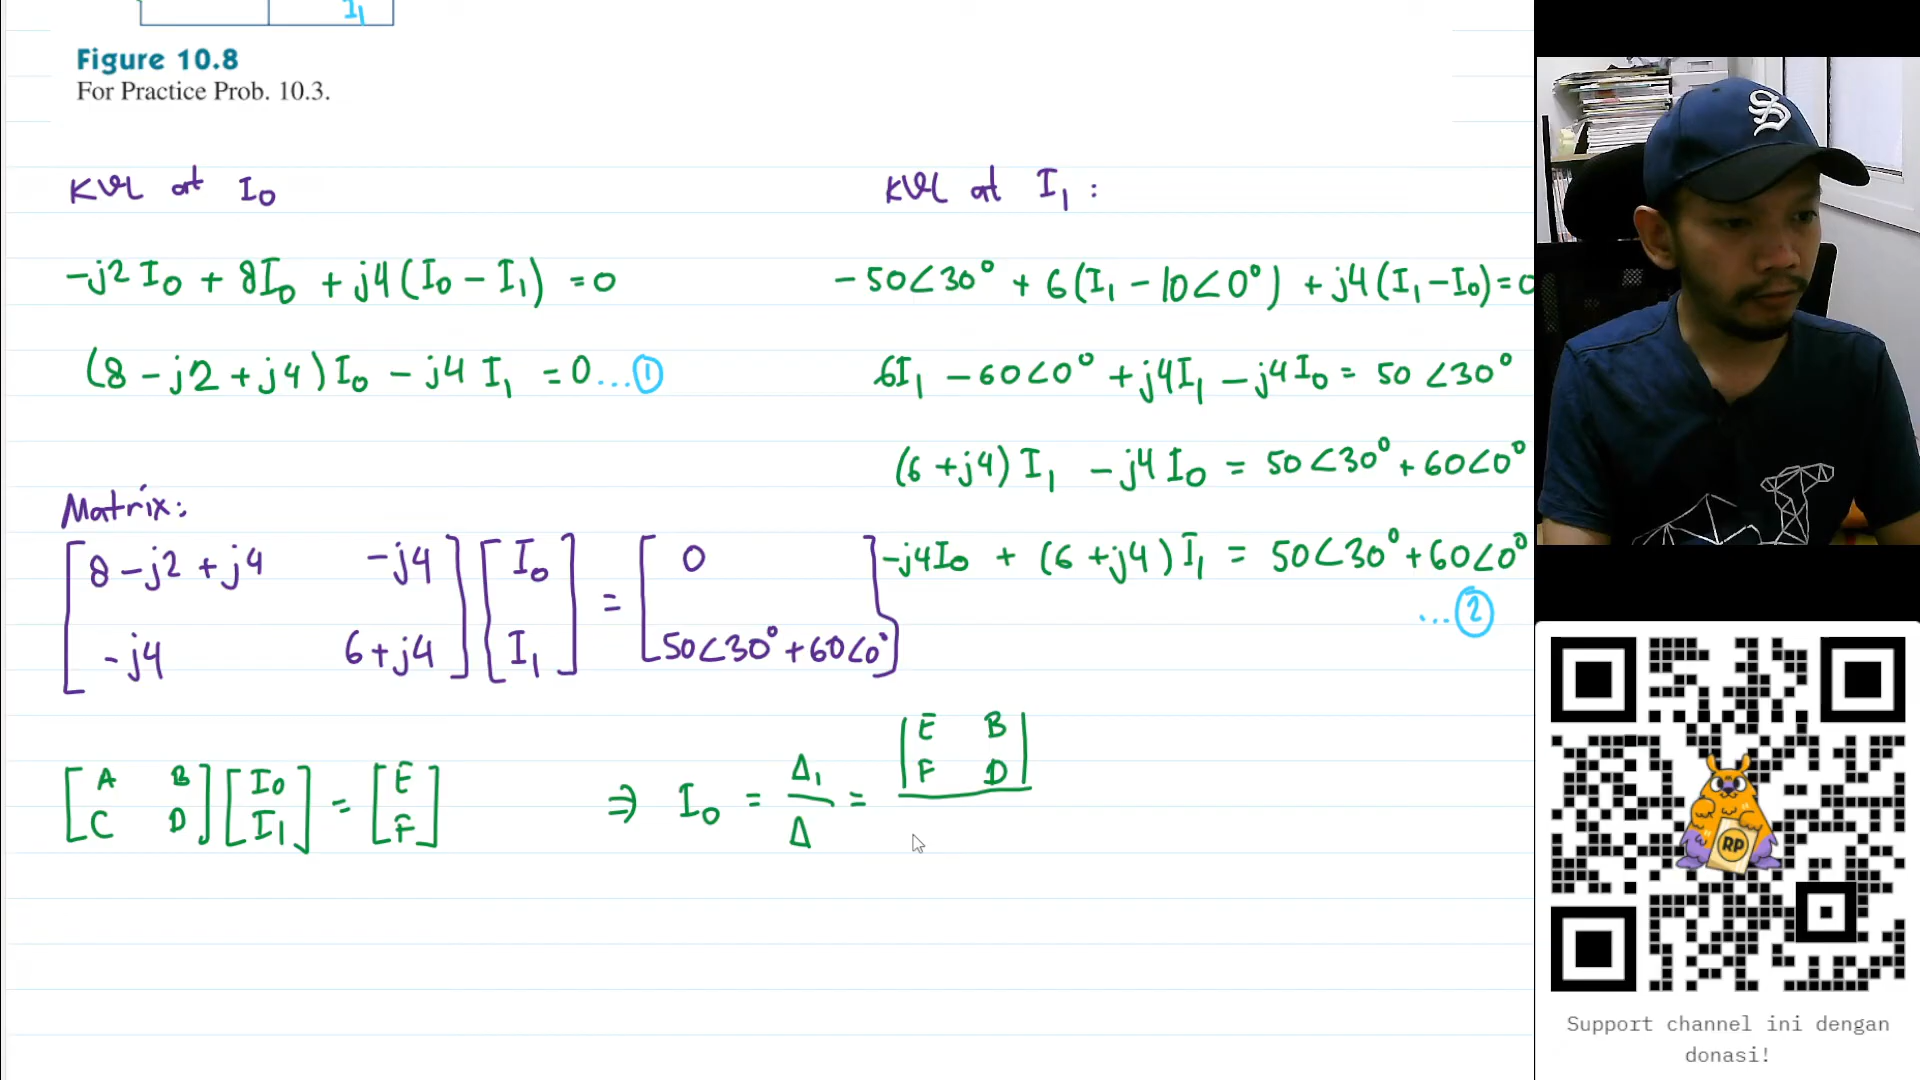 I₁
Figure 10.8
For Practice Prob. 10.3.
KVL at I₀
-j2 I₀ + 8I₀ + j4(I₀ - I₁) = 0
(8 - j2 + j4)I₀ - j4 I₁ = 0 ...①
KVL at I₁ :
- 50∠30° + 6(I₁ - 10∠0°) + j4(I₁ - I₀) = 0
6I₁ - 60∠0° + j4I₁ - j4I₀ = 50∠30°
(6 + j4) I₁ - j4 I₀ = 50∠30° + 60∠0°
-j4I₀ + (6 + j4) I₁ = 50∠30° + 60∠0°
...②
Matrix:
[8 - j2 + j4 -j4] [I₀] = [0]
[-j4 6 + j4] [I₁] [50∠30° + 60∠0°]
[A B] [I₀] = [E]
[C D] [I₁] [F]
⇒ I₀ = Δ₁/Δ =
|E B|
|F D|
S
RP
Support channel ini dengan
donasi!